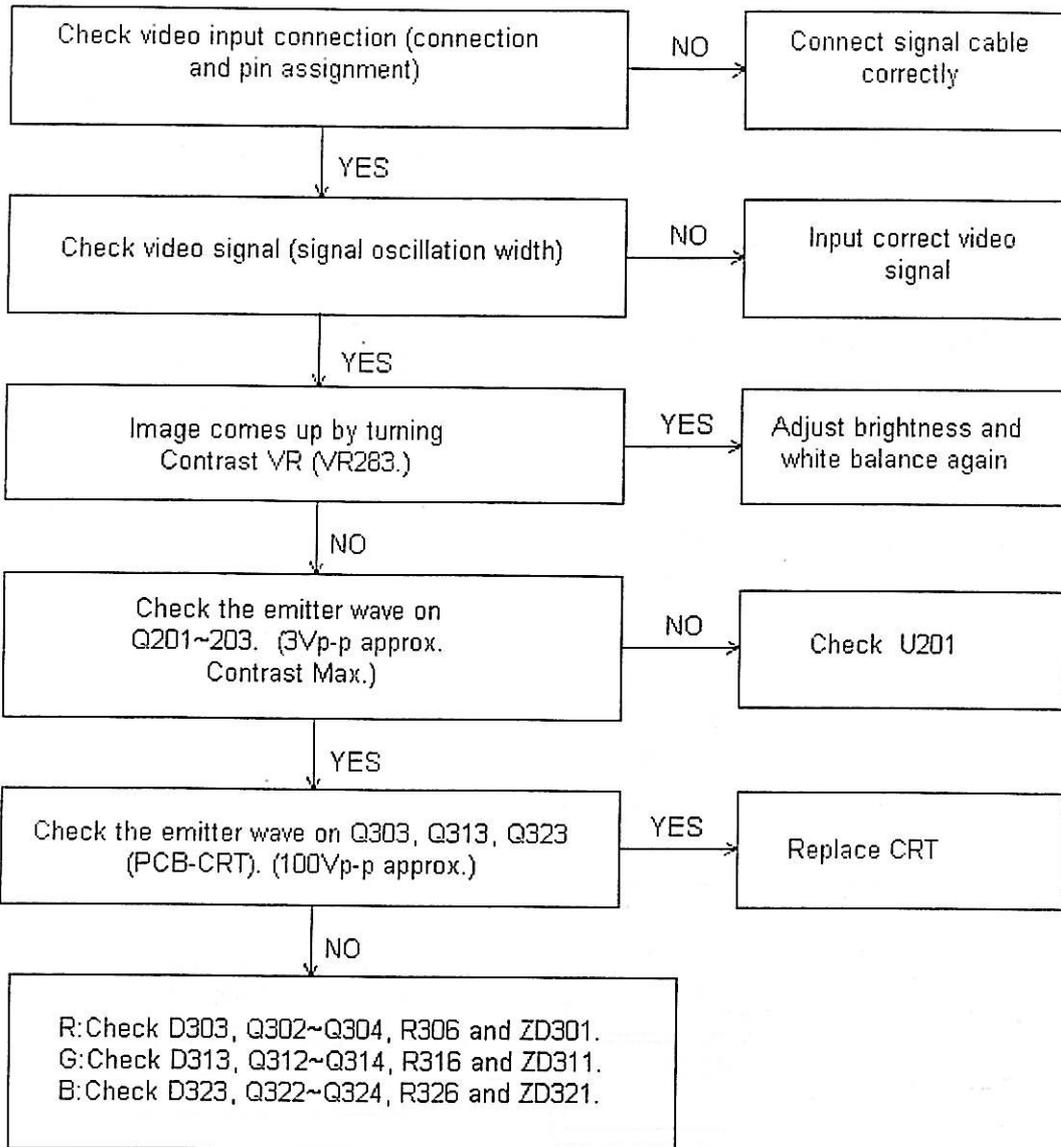 Check video input connection (connection
and pin assignment)
NO
Connect signal cable
correctly
YES
Check video signal (signal oscillation width)
NO
Input correct video
signal
YES
Image comes up by turning
Contrast VR (VR283.)
YES
Adjust brightness and
white balance again
NO
Check the emitter wave on
Q201~203. (3Vp-p approx.
Contrast Max.)
NO
Check U201
YES
Check the emitter wave on Q303, Q313, Q323
(PCB-CRT). (100Vp-p approx.)
YES
Replace CRT
NO
R:Check D303, Q302~Q304, R306 and ZD301.
G:Check D313, Q312~Q314, R316 and ZD311.
B:Check D323, Q322~Q324, R326 and ZD321.